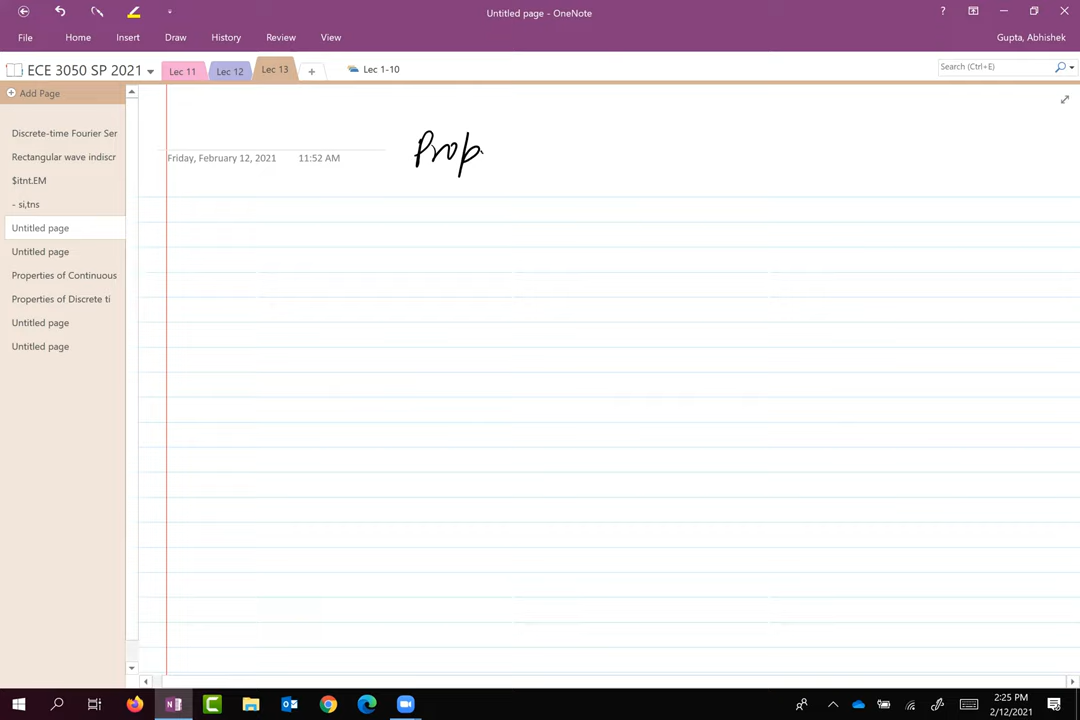 Untitled page - OneNote
?
File Home Insert Draw History Review View
Gupta, Abhishek
ECE 3050 SP 2021 Lec 11 Lec 12 Lec 13 + Lec 1-10
Search (Ctrl+E)
Add Page
Discrete-time Fourier Ser
Rectangular wave indiscr
$itnt.EM
- si,tns
Untitled page
Untitled page
Properties of Continuous
Properties of Discrete ti
Untitled page
Untitled page
Friday, February 12, 2021 11:52 AM
Prop
2:25 PM
2/12/2021